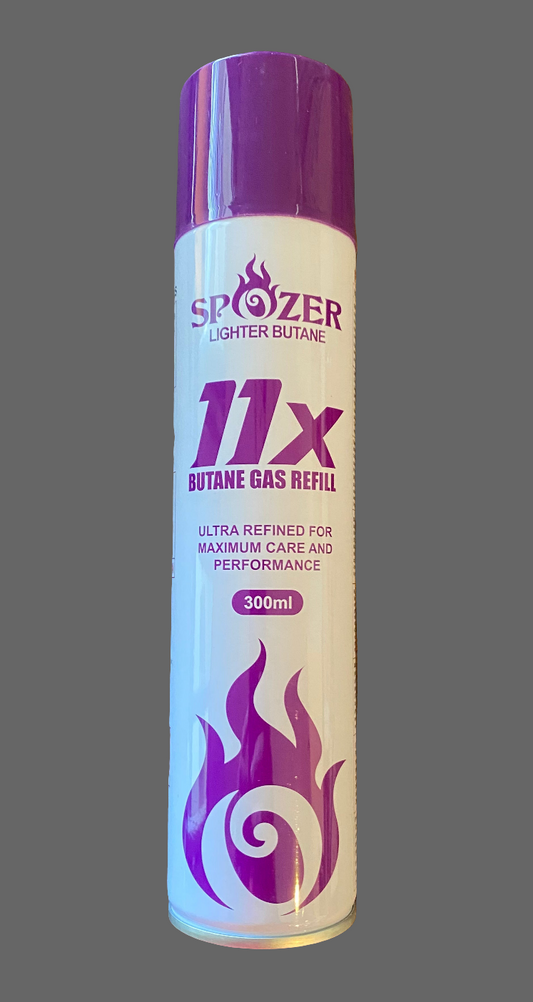 SPOZER
LIGHTER BUTANE
11x
BUTANE GAS REFILL
ULTRA REFINED FOR
MAXIMUM CARE AND
PERFORMANCE
300ml